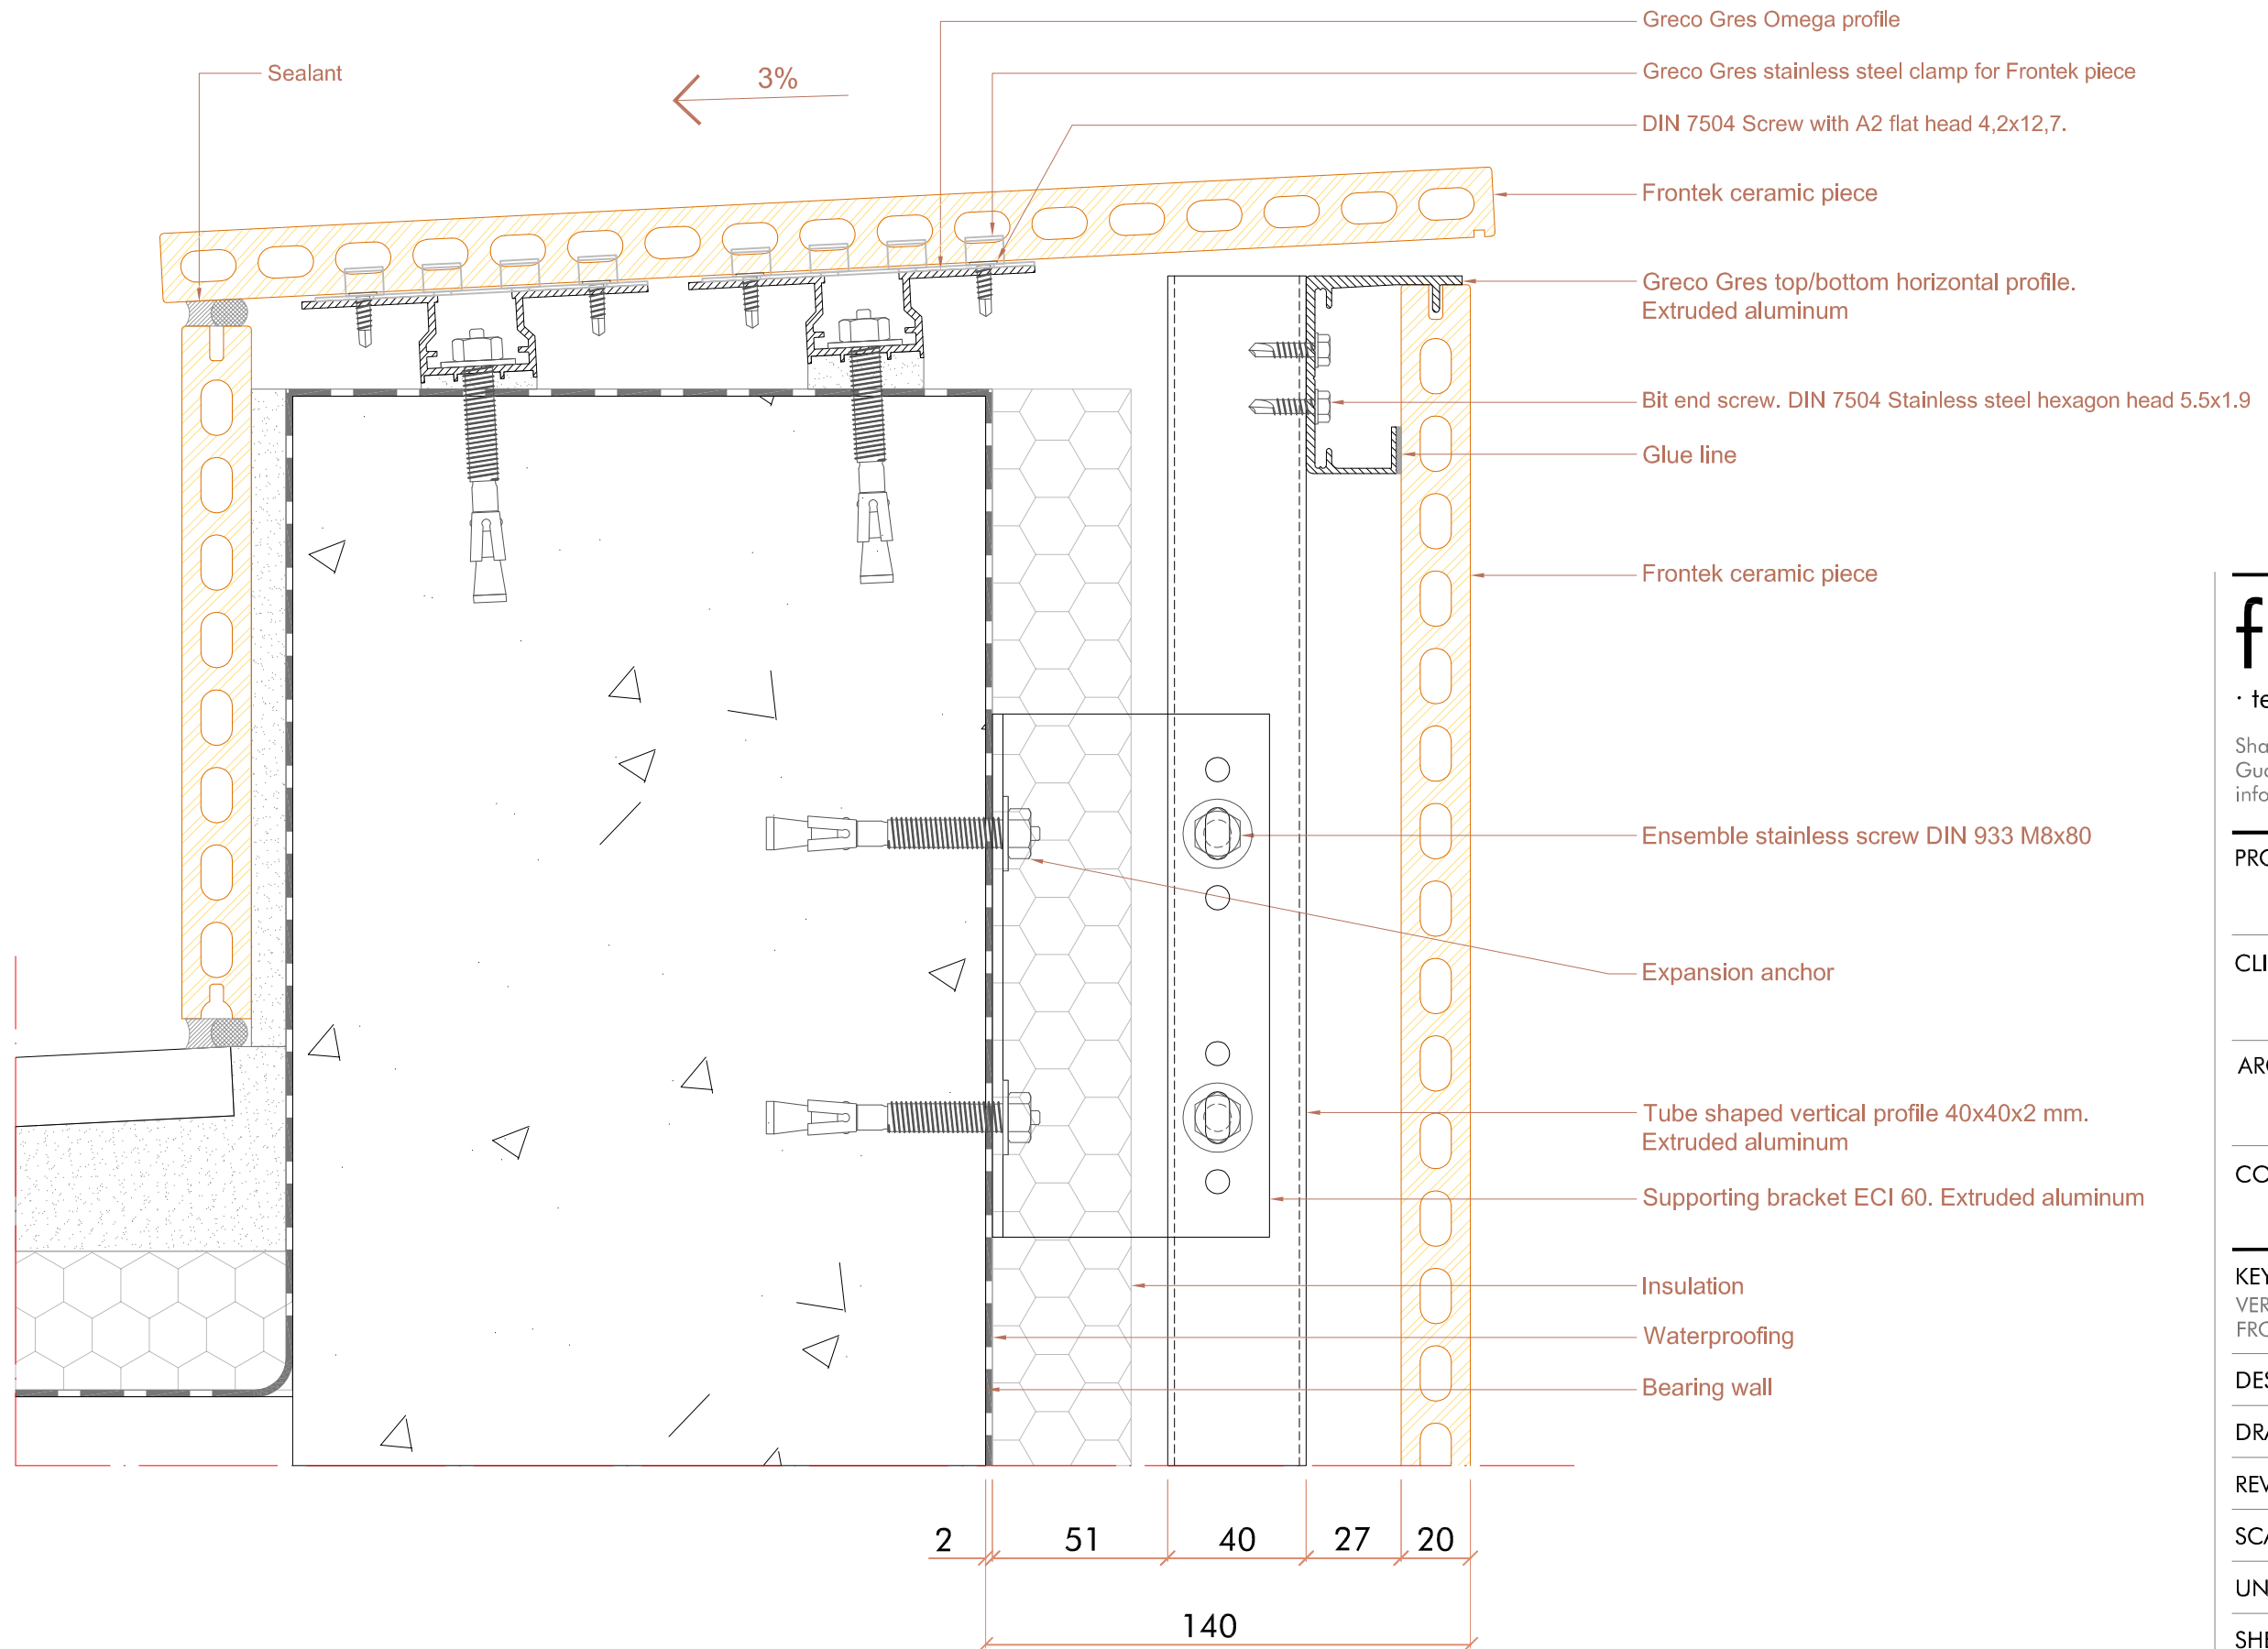 Greco Gres Omega profile
Sealant
3%
Greco Gres stainless steel clamp for Frontek piece
DIN 7504 Screw with A2 flat head 4,2x12,7.
Frontek ceramic piece
Greco Gres top/bottom horizontal profile.
Extruded aluminum
Bit end screw. DIN 7504 Stainless steel hexagon head 5.5x1.9
Glue line
Frontek ceramic piece
Ensemble stainless screw DIN 933 M8x80
Expansion anchor
Tube shaped vertical profile 40x40x2 mm.
Extruded aluminum
Supporting bracket ECI 60. Extruded aluminum
Insulation
Waterproofing
Bearing wall
2 51 40 27 20
140